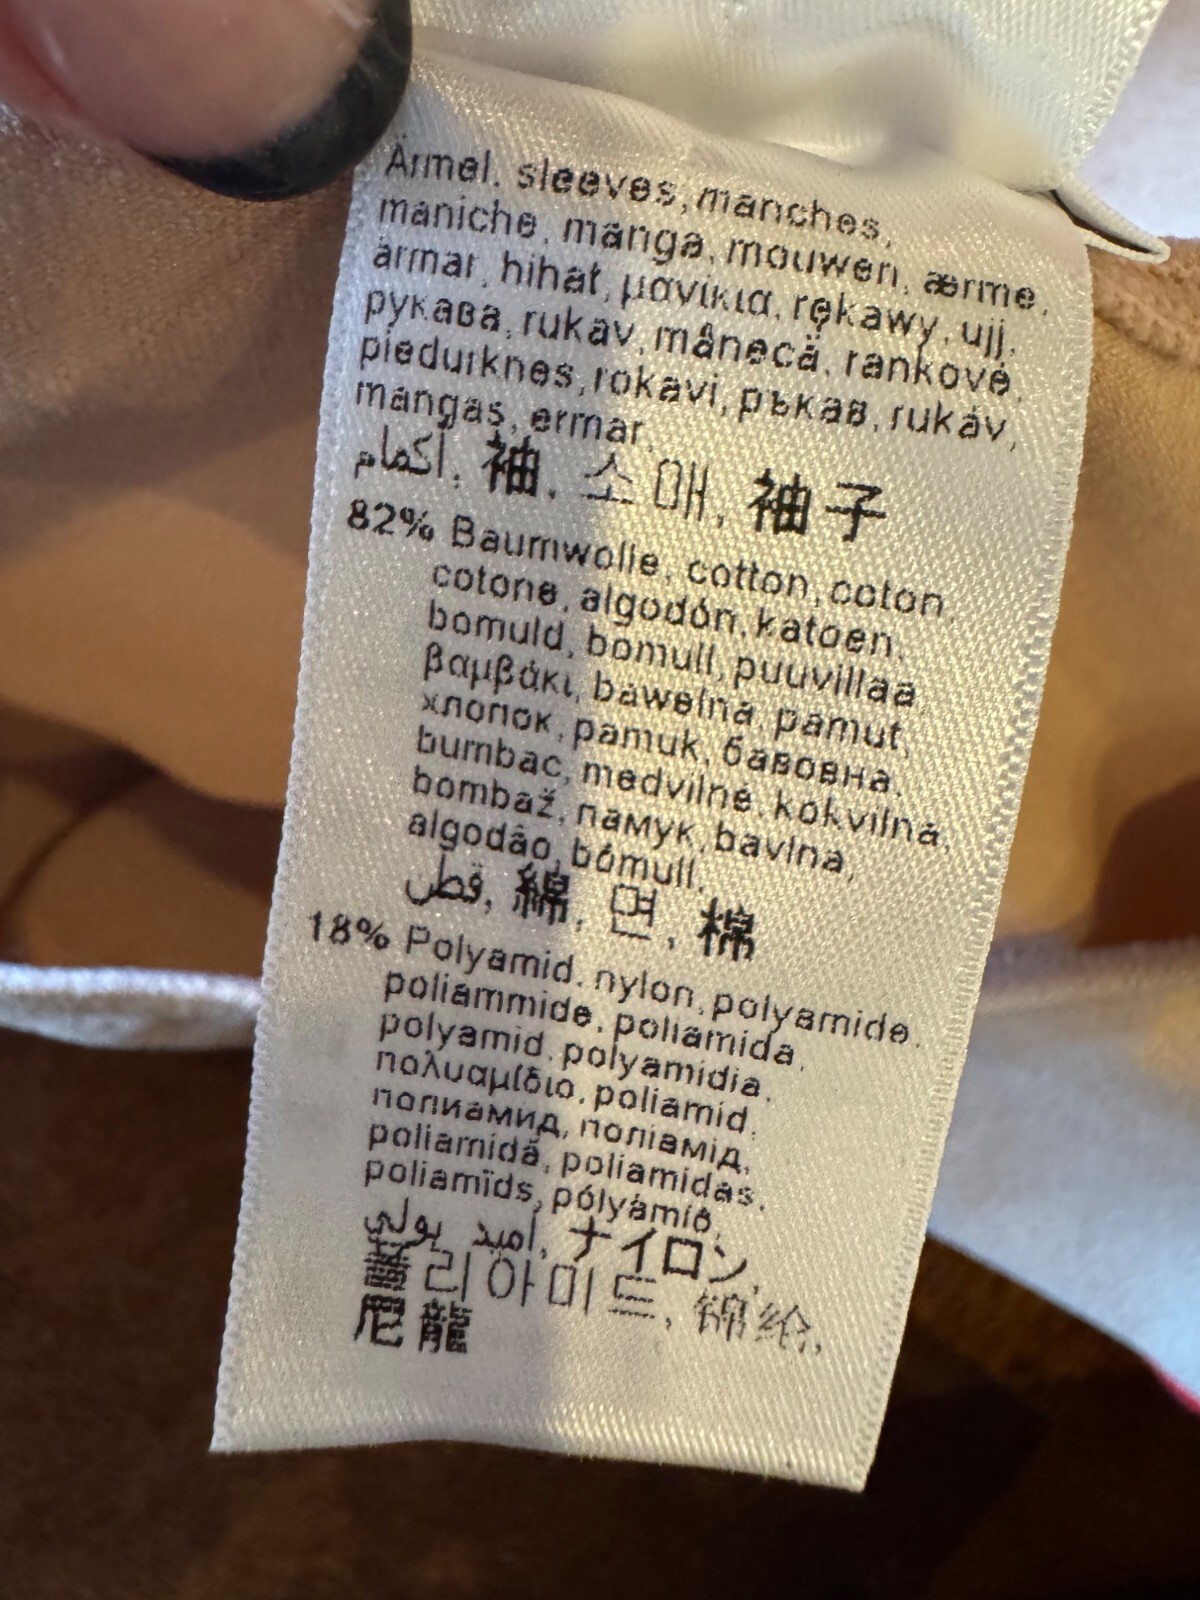 Ärmel, sleeves, manches,
maniche, manga, mouwen, ærme,
ärmar, hihat, μανίκια, rękawy, ujj,
рукава, rukav, mânecă, rankovė,
piedurknes, rokavi, ръкав, rukáv,
mangas, ermar,
أكمام, 袖, 소매, 袖子
82% Baumwolle, cotton, coton,
cotone, algodón, katoen,
bomuld, bomull, puuvillaa
βαμβάκι, bawełna, pamut,
хлопок, pamuk, бавовна,
bumbac, medvilnė, kokvilna,
bombaž, памук, bavlna,
algodão, bómull,
قطن, 綿, 면, 棉
18% Polyamid, nylon, polyamide,
poliammide, poliamida,
polyamid, polyamidia,
πολυαμίδιο, poliamid,
полиамид, поліамід,
poliamidă, poliamidas,
poliamīds, pólýamíð,
بولي أميد, ナイロン,
폴리아미드, 锦纶,
尼龍